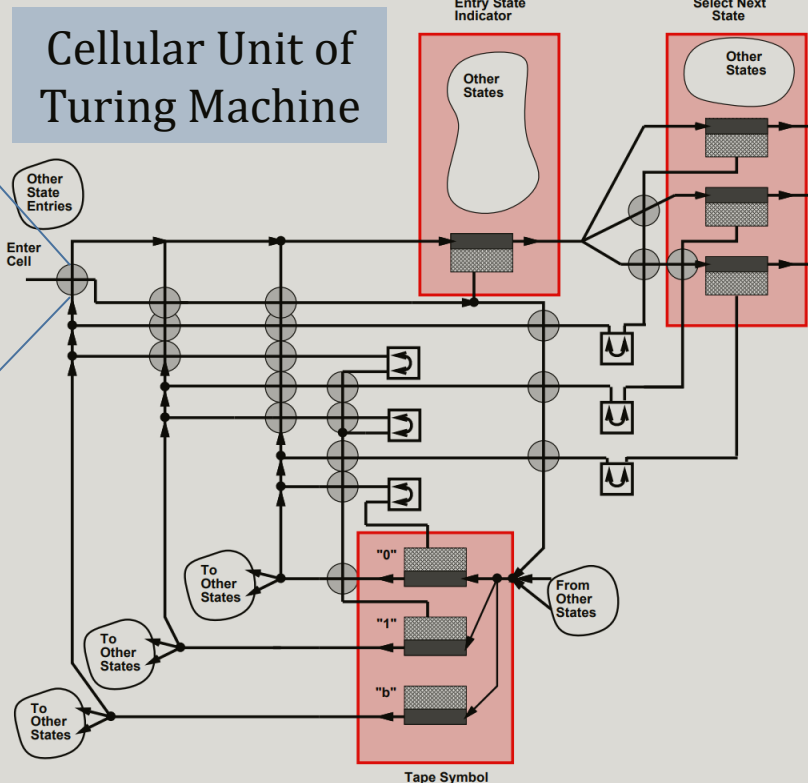 Cellular Unit of
Turing Machine
Entry State
Indicator
Select Next
State
Other
States
Other
States
Other
State
Entries
Enter
Cell
"0"
To
Other
States
From
Other
States
"1"
To
Other
States
"b"
To
Other
States
Tape Symbol